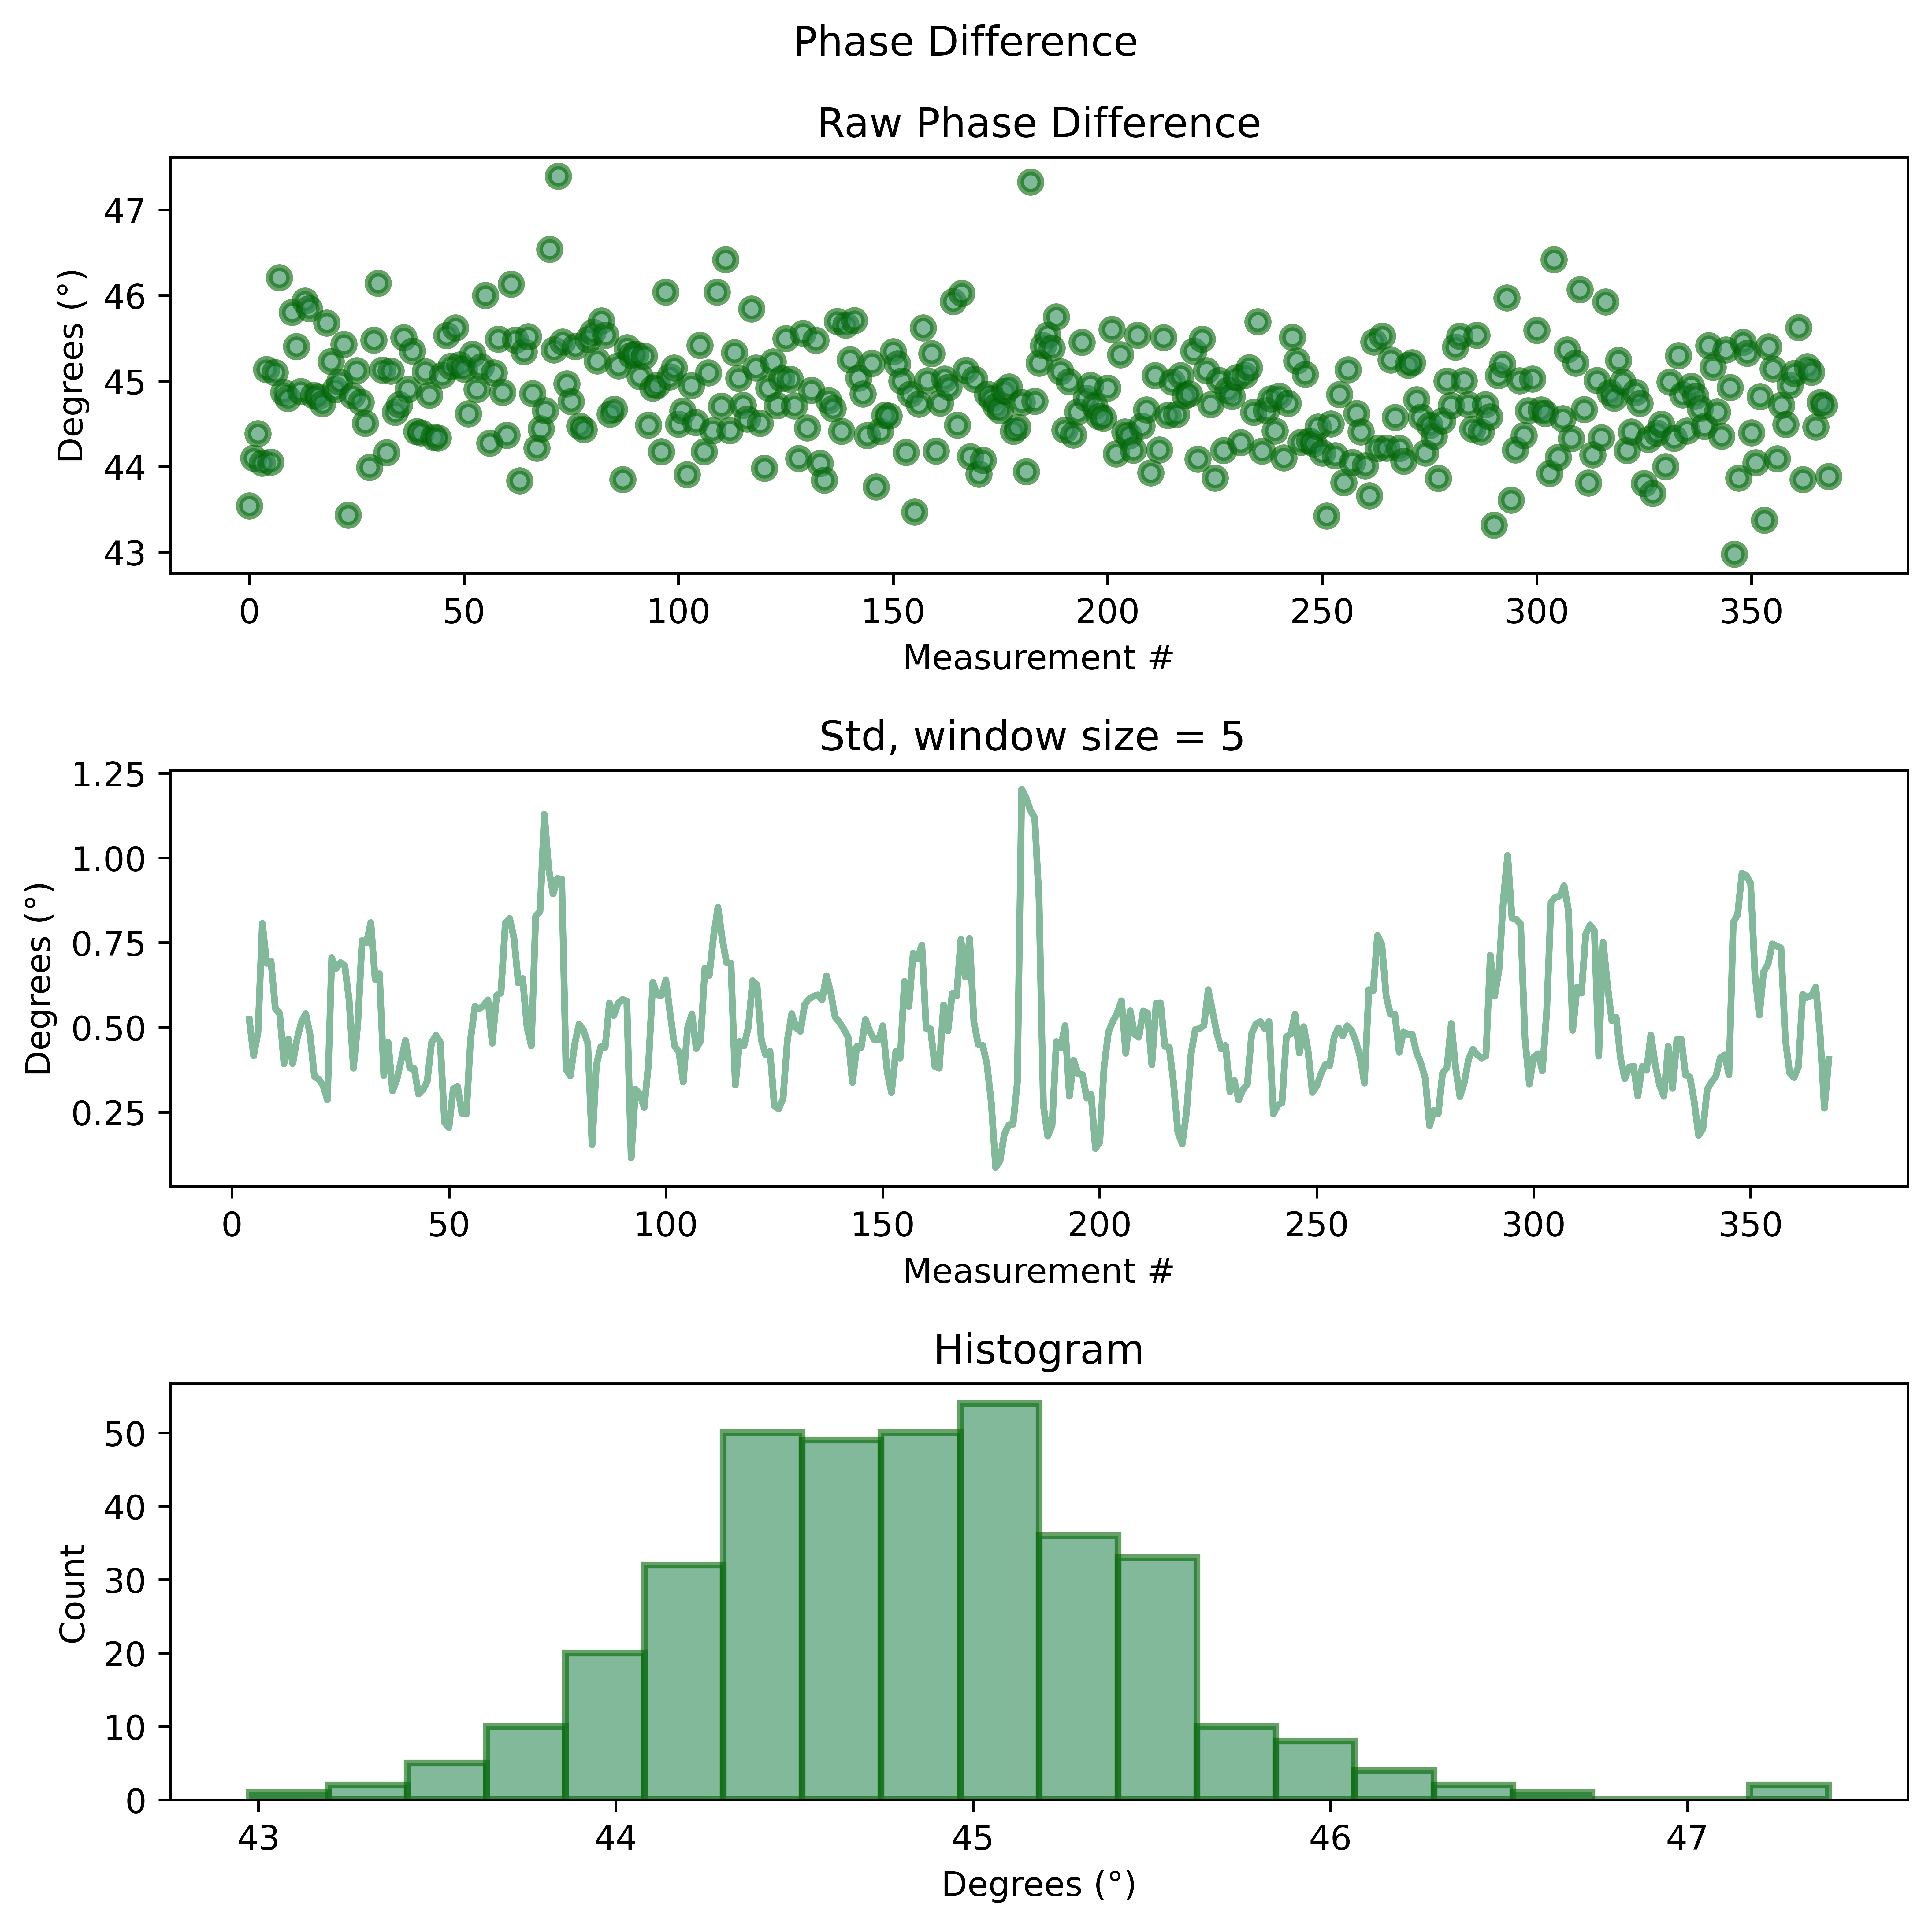 Phase Difference
Raw Phase Difference
Degrees (°)
47
46
45
44
43
0 50 100 150 200 250 300 350
Measurement #
Std, window size = 5
Degrees (°)
1.25
1.00
0.75
0.50
0.25
0 50 100 150 200 250 300 350
Measurement #
Histogram
Count
50
40
30
20
10
0
43 44 45 46 47
Degrees (°)